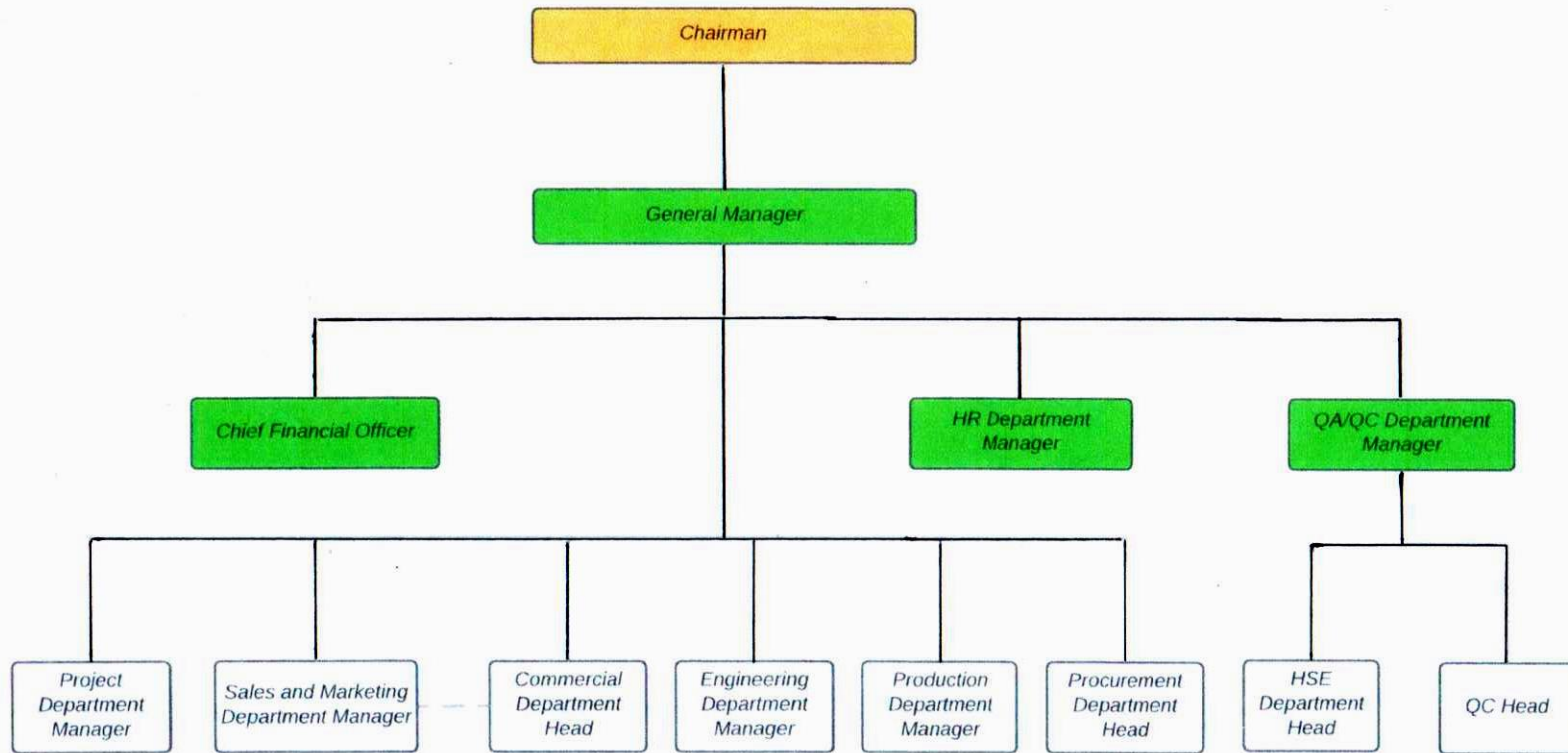 Chairman
General Manager
Chief Financial Officer
HR Department
Manager
QA/QC Department
Manager
Project
Department
Manager
Sales and Marketing
Department Manager
Commercial
Department
Head
Engineering
Department
Manager
Production
Department
Manager
Procurement
Department
Head
HSE
Department
Head
QC Head